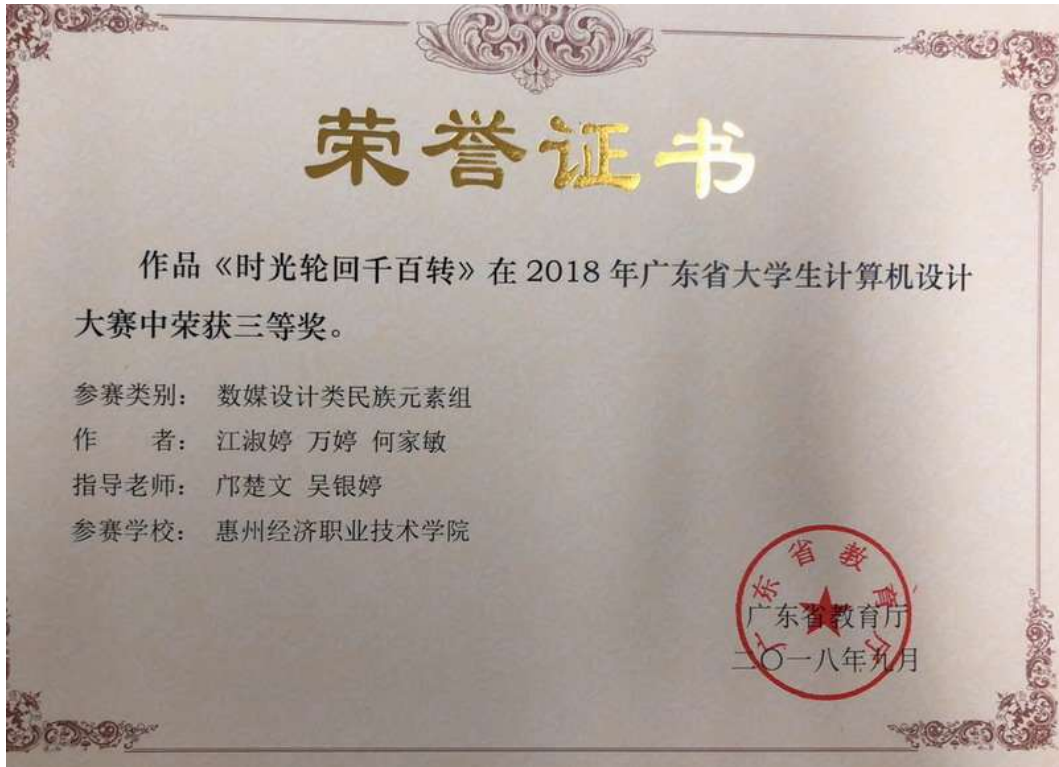 荣誉证书
作品《时光轮回千百转》在 2018 年广东省大学生计算机设计
大赛中荣获三等奖。
参赛类别： 数媒设计类民族元素组
作 者： 江淑婷 万婷 何家敏
指导老师： 邝楚文 吴银婷
参赛学校： 惠州经济职业技术学院
广东省教育厅
广东省教育厅
二〇一八年九月